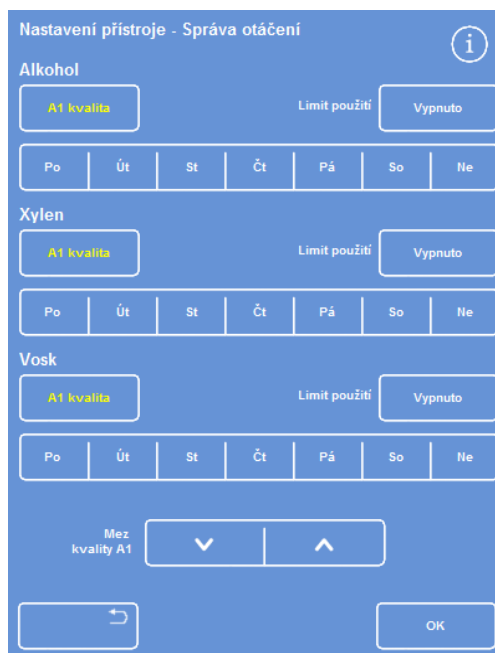 Nastavení přístroje - Správa otáčení
i
Alkohol
A1 kvalita Limit použití Vypnuto
Po Út St Čt Pá So Ne
Xylen
A1 kvalita Limit použití Vypnuto
Po Út St Čt Pá So Ne
Vosk
A1 kvalita Limit použití Vypnuto
Po Út St Čt Pá So Ne
Mez
kvality A1
OK